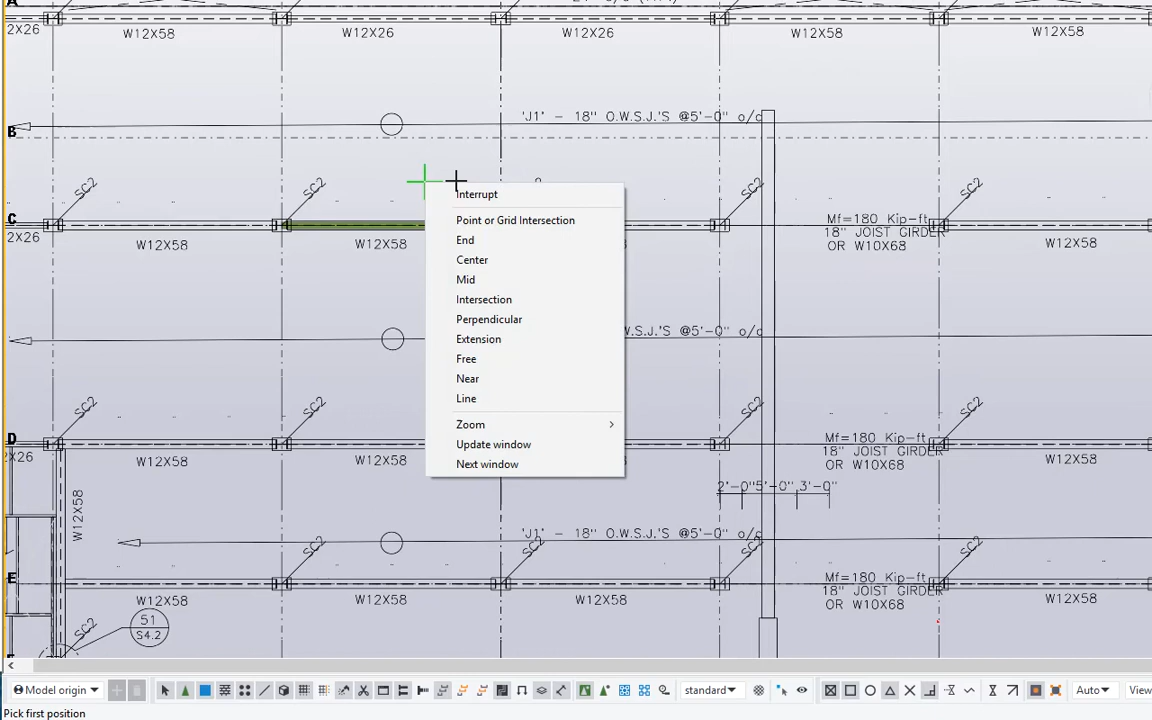 A
2X26
W12X58
W12X26
W12X26
W12X58
W12X58
B
'J1' - 18" O.W.S.J.'S @5'-0" o/c
SC2
SC2
SC2
SC2
C
2X26
W12X58
W12X58
Mf=180 Kip-ft
18" JOIST GIRDER
OR W10X68
W12X58
Interrupt
Point or Grid Intersection
End
Center
Mid
Intersection
Perpendicular
Extension
Free
Near
Line
Zoom
Update window
Next window
W.S.J.'S @5'-0" o/c
SC2
SC2
SC2
SC2
D
2X26
W12X58
W12X58
Mf=180 Kip-ft
18" JOIST GIRDER
OR W10X68
W12X58
2'-0"5'-0" 3'-0"
W12X58
'J1' - 18" O.W.S.J.'S @5'-0" o/c
SC2
SC2
SC2
SC2
E
W12X58
W12X58
W12X58
Mf=180 Kip-ft
18" JOIST GIRDER
OR W10X68
W12X58
51
S4.2
SC2
Model origin
standard
Auto
View
Pick first position